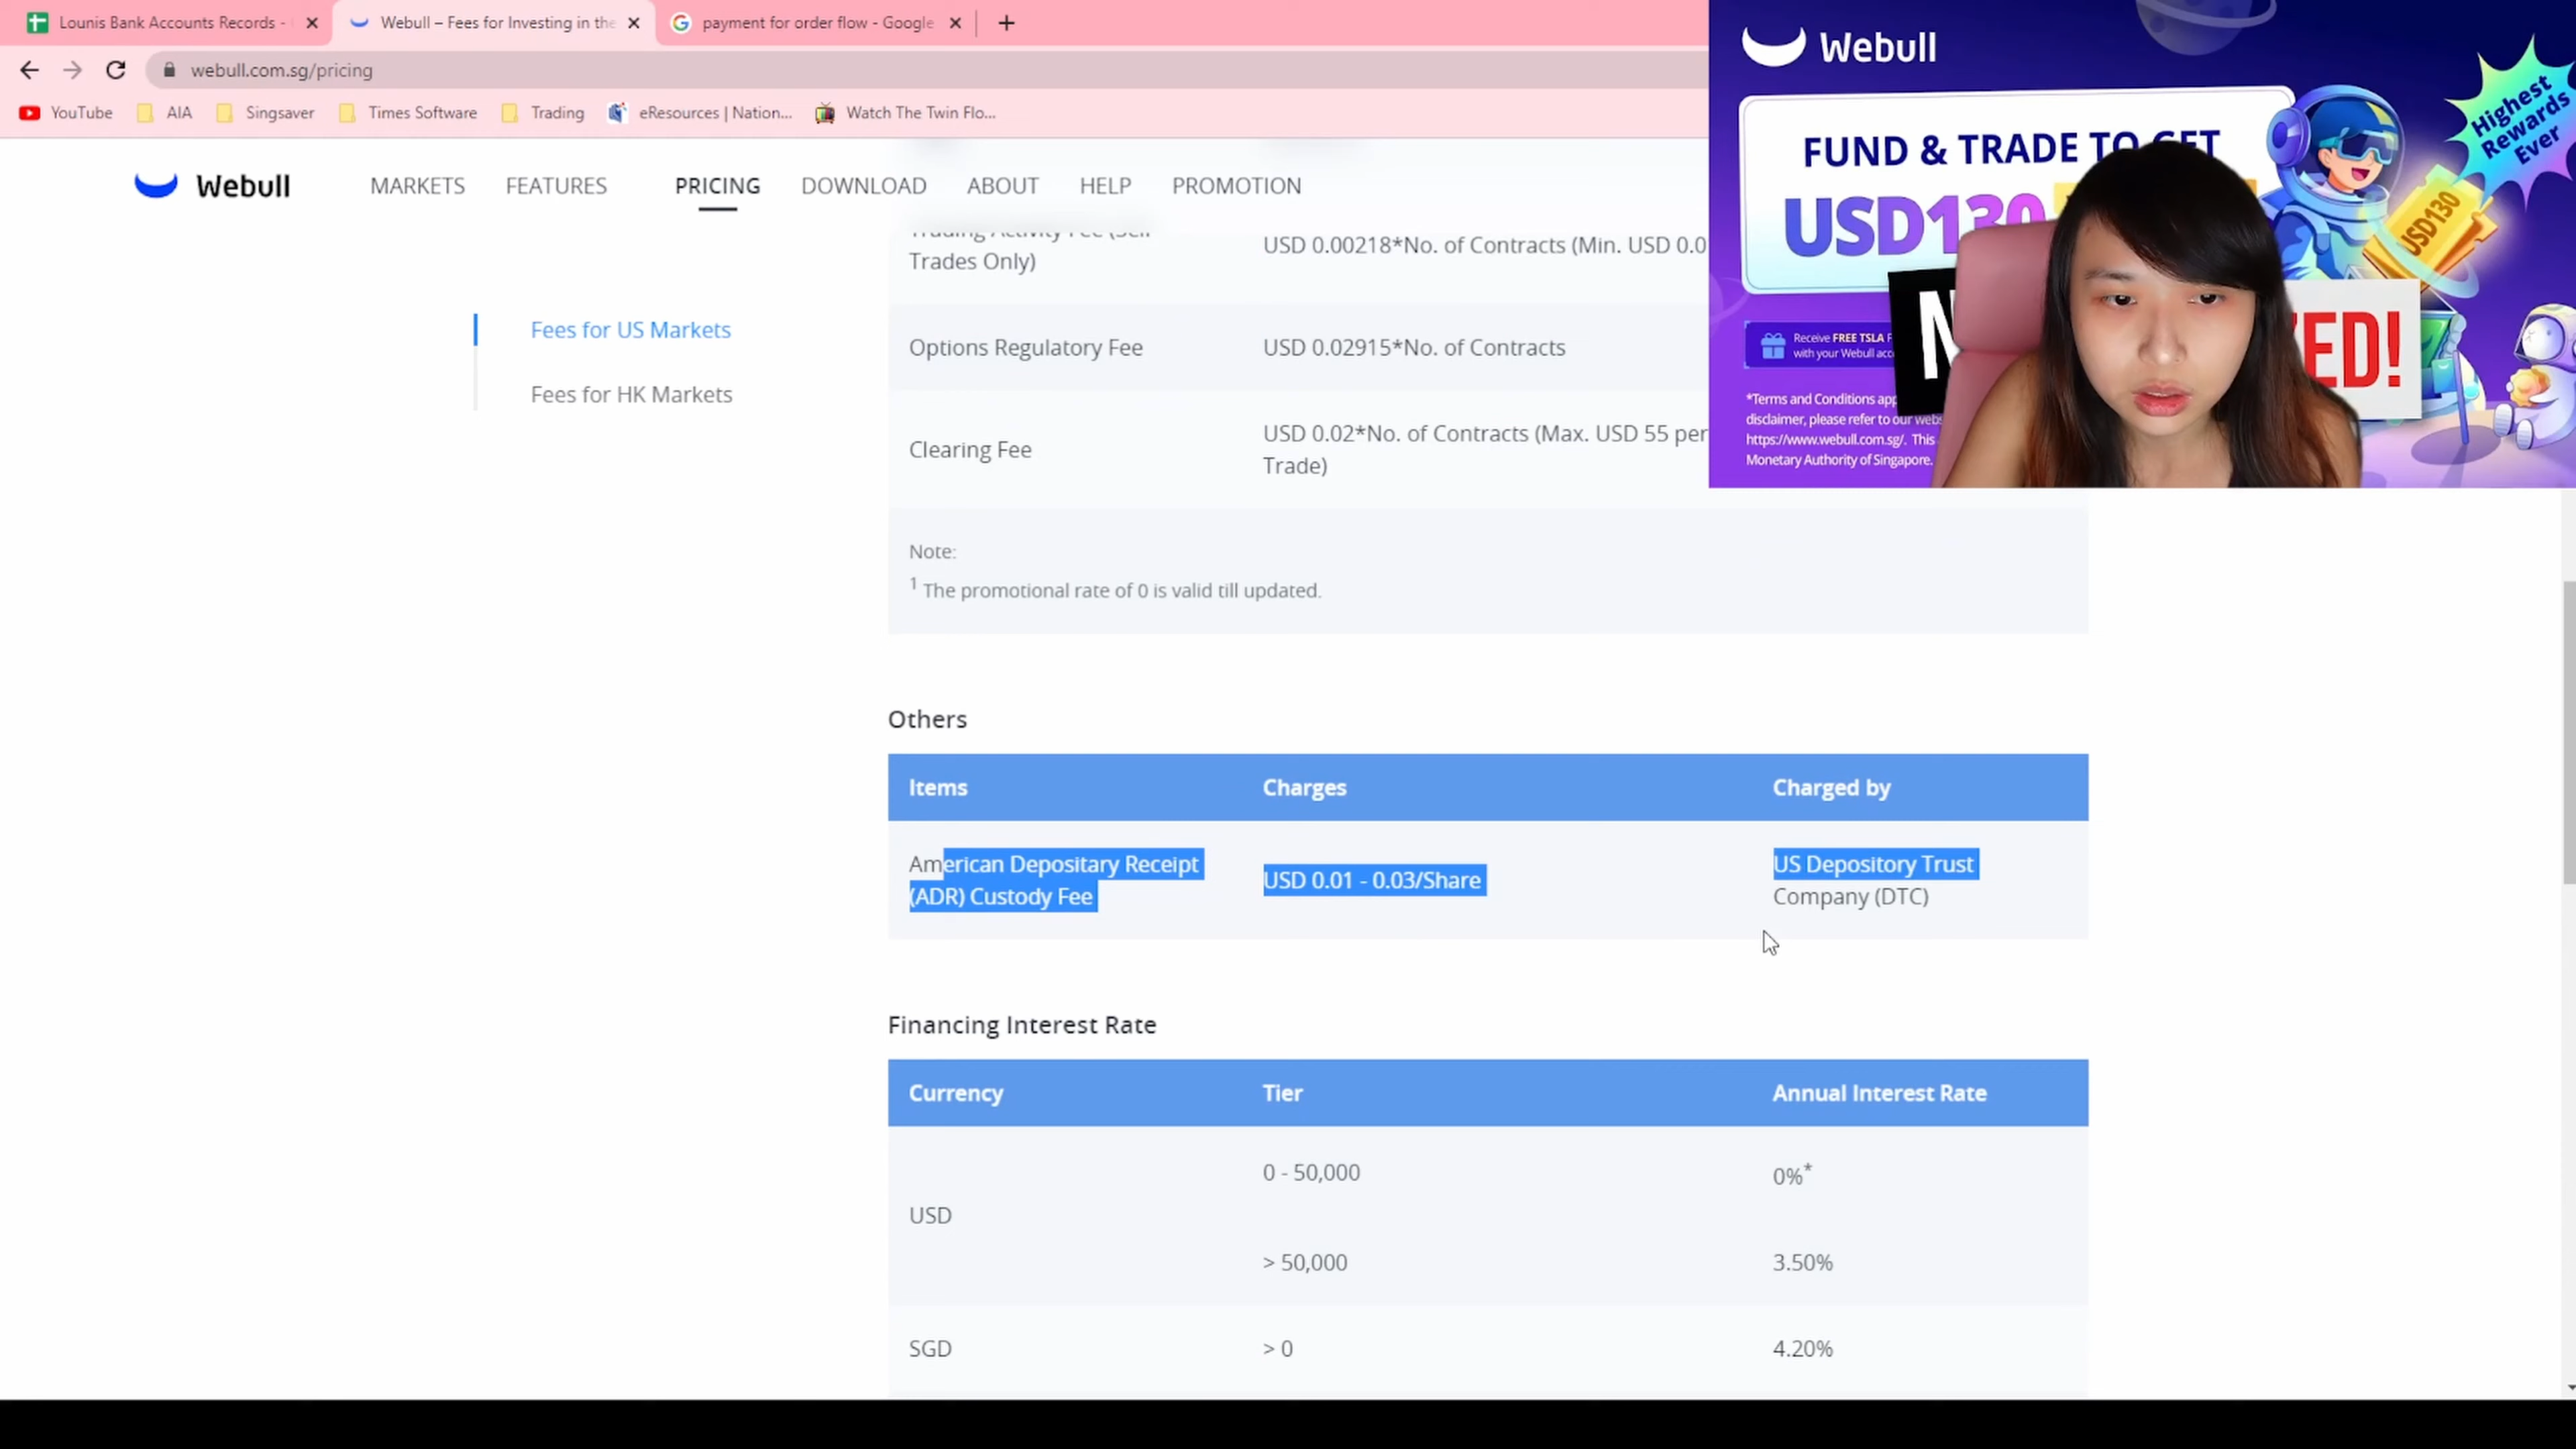 Lounis Bank Accounts Records -
Webull – Fees for Investing in the
payment for order flow - Google
webull.com.sg/pricing
YouTube
AIA
Singsaver
Times Software
Trading
eResources | Nation...
Watch The Twin Flo...
Webull
MARKETS
FEATURES
PRICING
DOWNLOAD
ABOUT
HELP
PROMOTION
Fees for US Markets
Fees for HK Markets
Trading Activity Fee (Sell
Trades Only)
USD 0.00218*No. of Contracts (Min. USD 0.0
Options Regulatory Fee
USD 0.02915*No. of Contracts
Clearing Fee
USD 0.02*No. of Contracts (Max. USD 55 per
Trade)
Note:
1 The promotional rate of 0 is valid till updated.
Others
Items
Charges
Charged by
American Depositary Receipt
(ADR) Custody Fee
USD 0.01 - 0.03/Share
US Depository Trust
Company (DTC)
Financing Interest Rate
Currency
Tier
Annual Interest Rate
USD
0 - 50,000
0%*
> 50,000
3.50%
SGD
> 0
4.20%
Webull
Highest
Rewards
Ever
FUND & TRADE TO GET
USD130
USD130
Receive FREE TSLA
with your Webull
ED!
*Terms and Conditions
disclaimer, please refer to our
https://www.webull.com.sg/. This
Monetary Authority of Singapore.